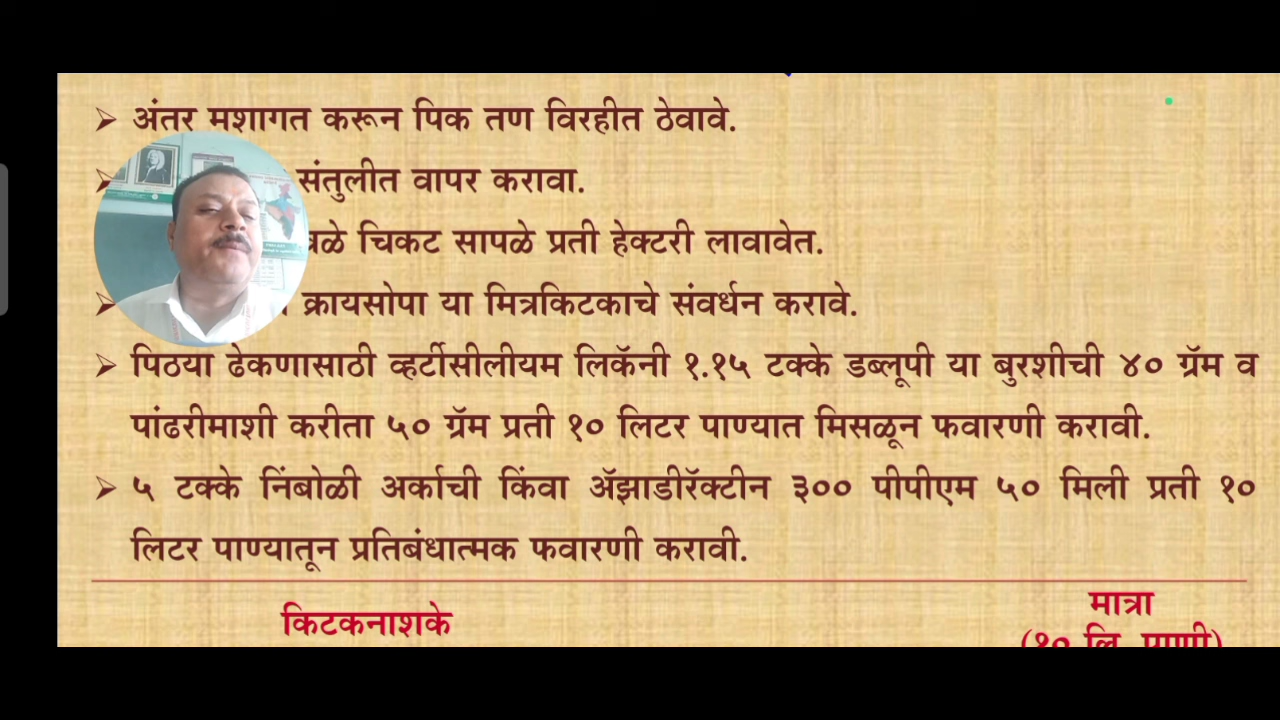 अंतर मशागत करून पिक तण विरहीत ठेवावे.
संतुलीत वापर करावा.
चिकट सापळे प्रती हेक्टरी लावावेत.
क्रायसोपा या मित्रकिटकाचे संवर्धन करावे.
पिठया ढेकणासाठी व्हर्टीसीलीयम लिकॅनी १.१५ टक्के डब्लूपी या बुरशीची ४० ग्रॅम व
पांढरीमाशी करीता ५० ग्रॅम प्रती १० लिटर पाण्यात मिसळून फवारणी करावी.
५ टक्के निंबोळी अर्काची किंवा ॲझाडीरॅक्टीन ३०० पीपीएम ५० मिली प्रती १०
लिटर पाण्यातून प्रतिबंधात्मक फवारणी करावी.
किटकनाशके
मात्रा
(१० लि. पाणी)